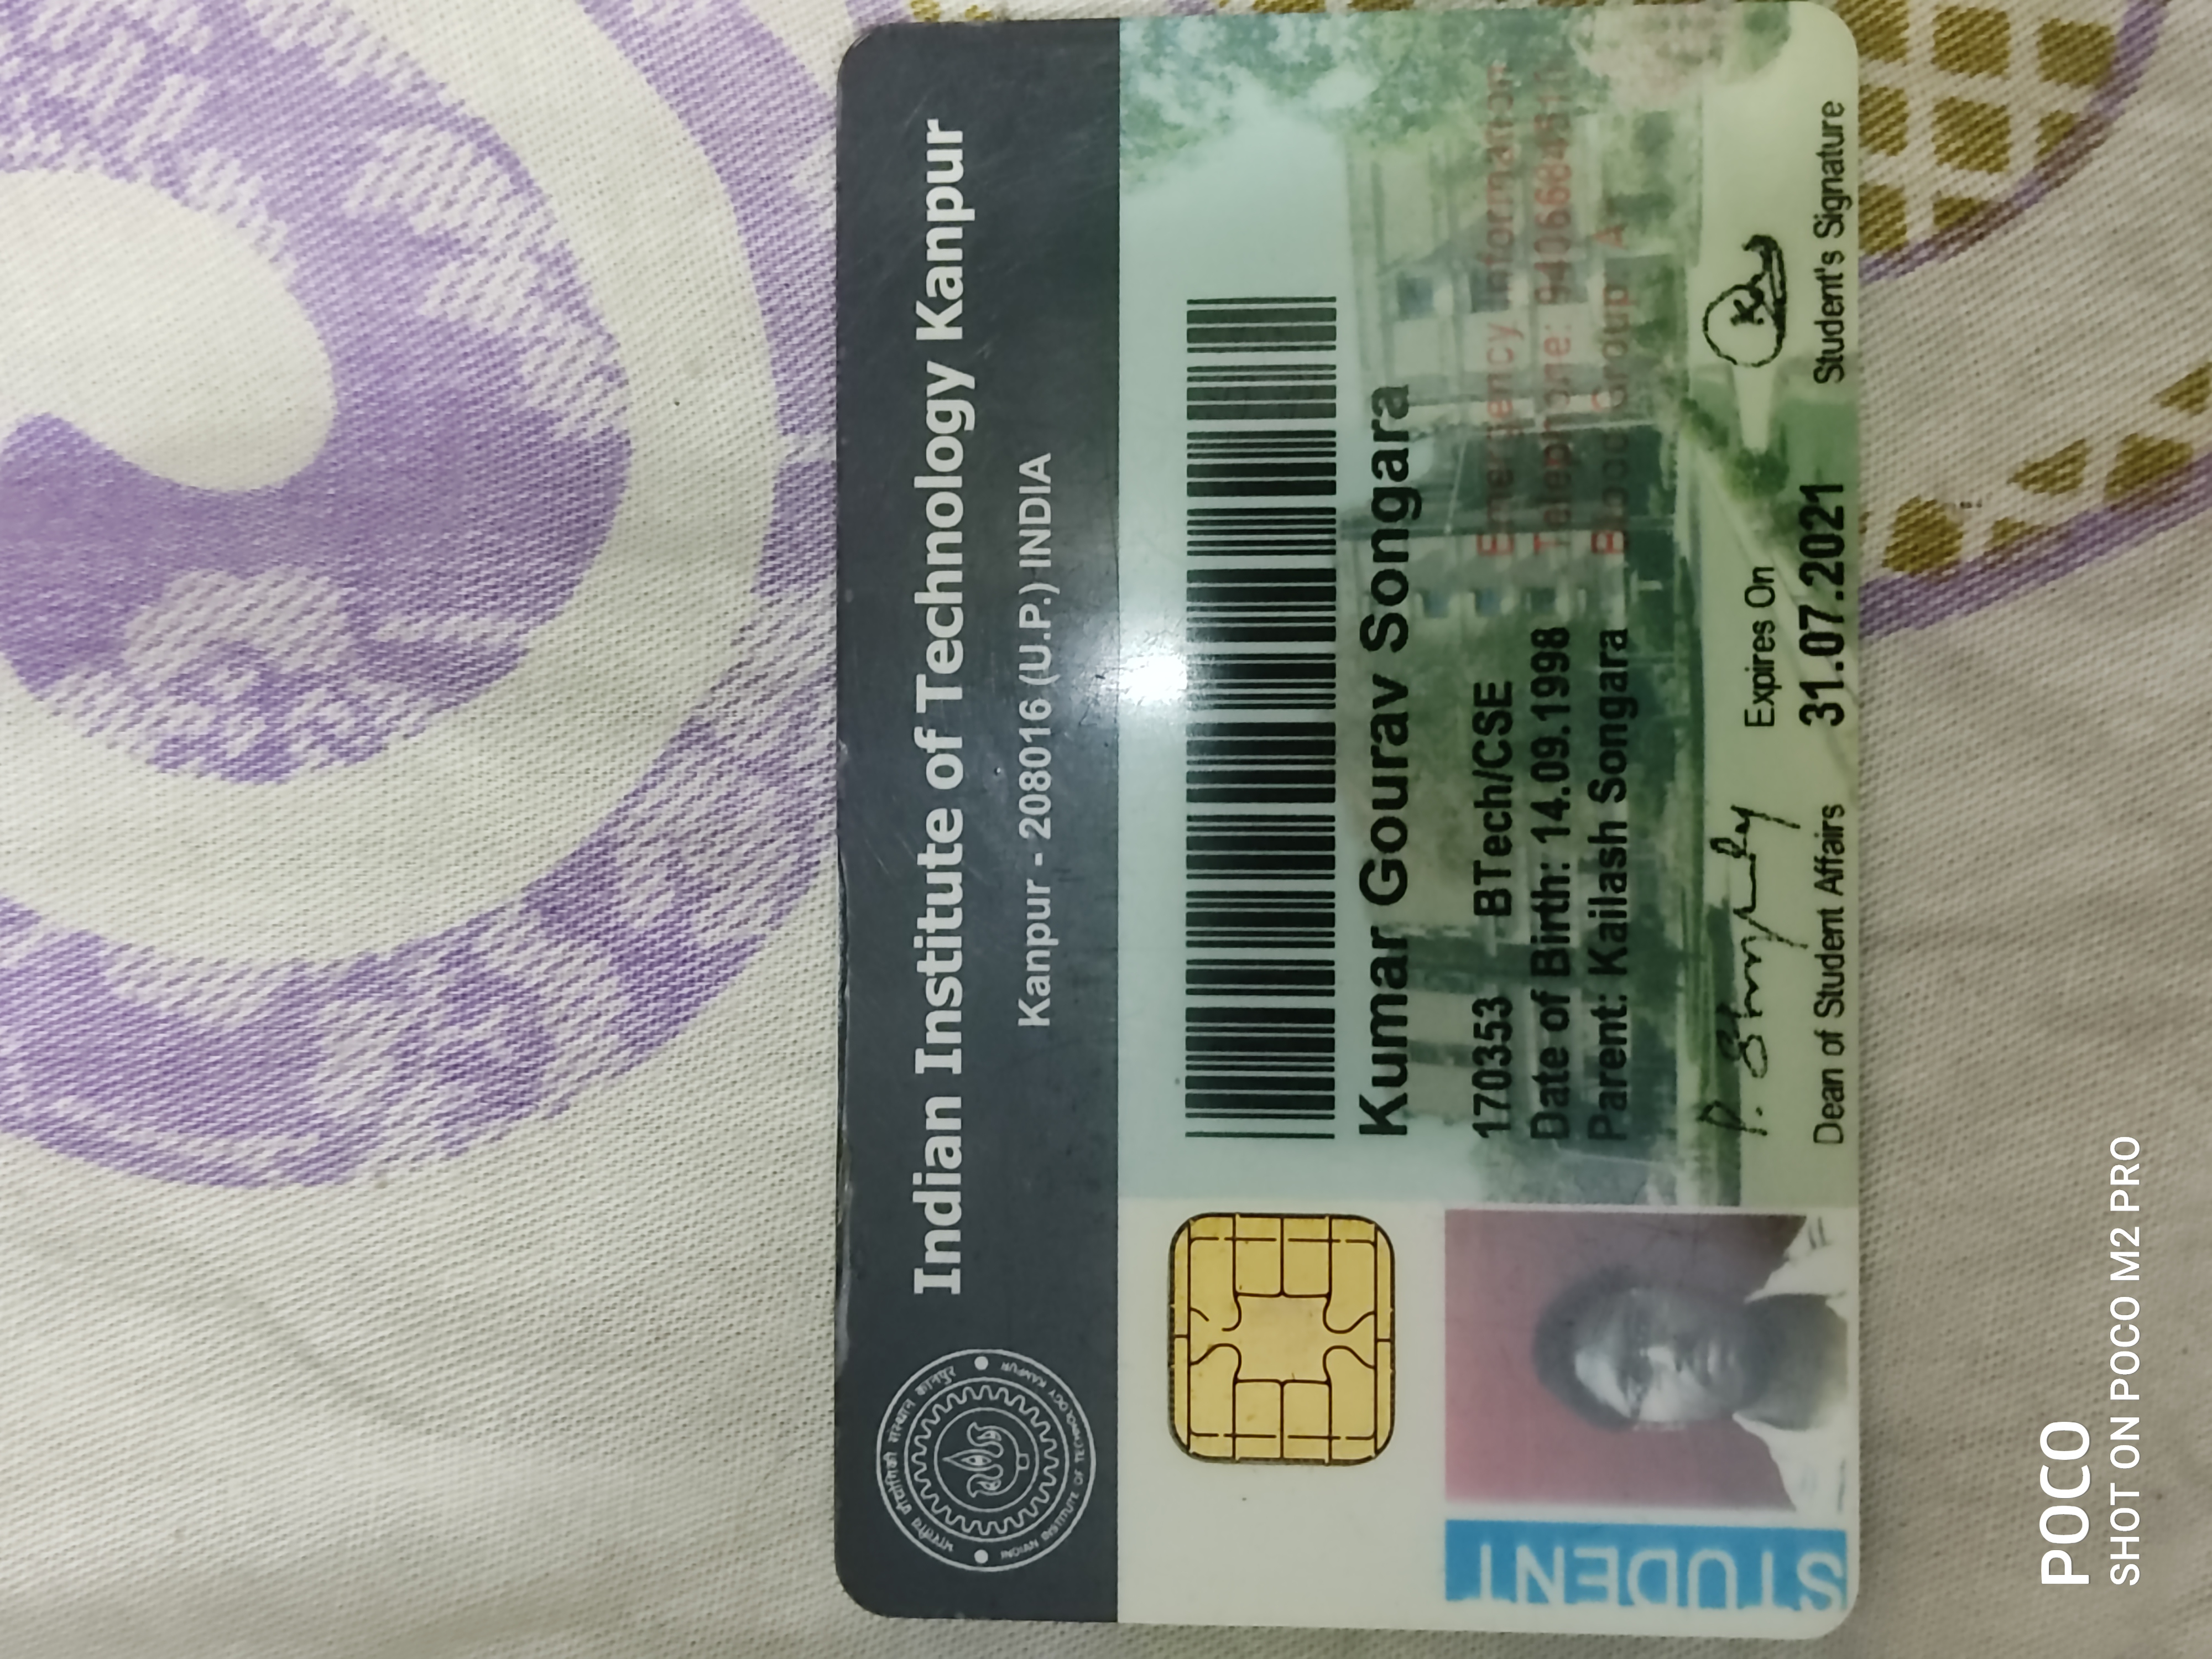 Indian Institute of Technology Kanpur
Kanpur - 208016 (U.P.) INDIA
भारतीय प्रौद्योगिकी संस्थान कानपुर
INDIAN INSTITUTE OF TECHNOLOGY KANPUR
Kumar Gourav Songara
170353 BTech/CSE
Date of Birth: 14.09.1998
Parent: Kailash Songara
Emergency Information
Telephone:
Blood Group:
STUDENT
Dean of Student Affairs
Expires On
31.07.2021
Student's Signature
POCO
SHOT ON POCO M2 PRO